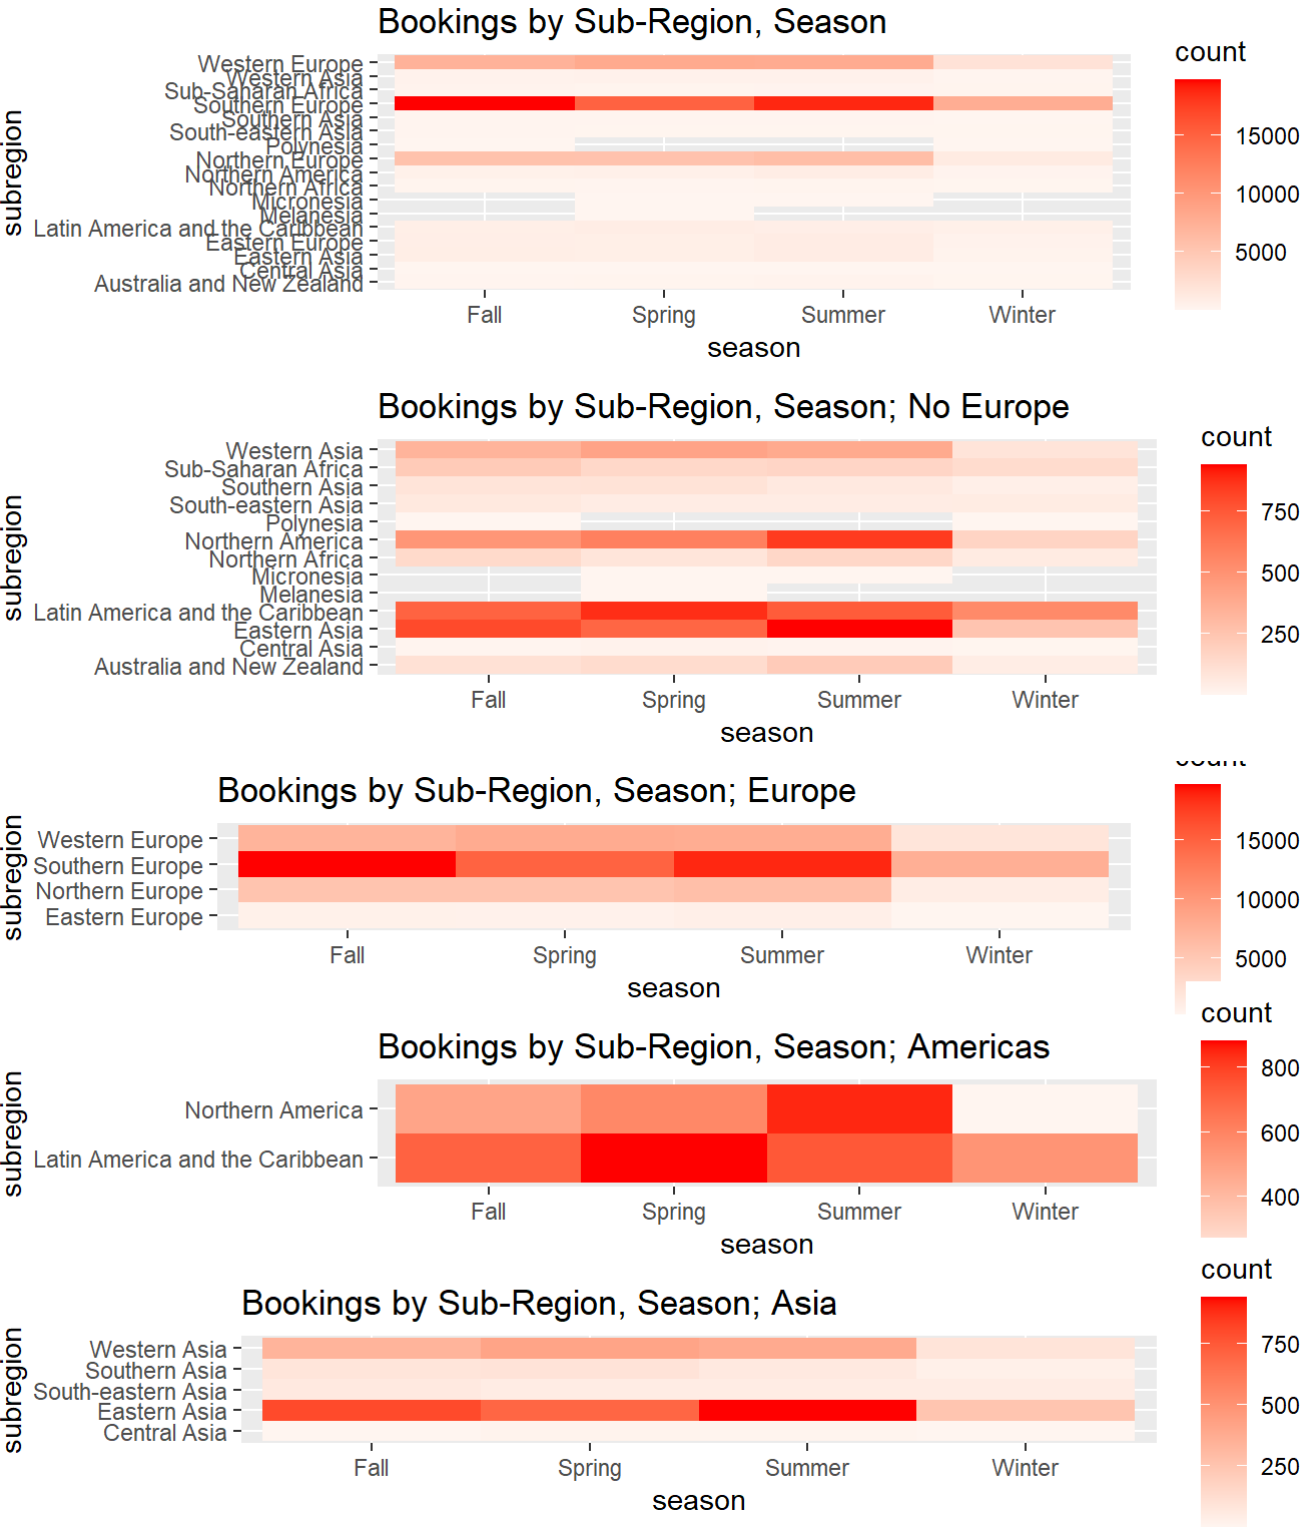 Bookings by Sub-Region, Season
count
Western Europe
Western Asia
Sub-Saharan Africa
Southern Europe
Southern Asia
South-eastern Asia
Polynesia
Northern Europe
Northern America
Northern Africa
Micronesia
Melanesia
Latin America and the Caribbean
Eastern Europe
Eastern Asia
Central Asia
Australia and New Zealand
subregion
15000
10000
5000
Fall Spring Summer Winter
season
Bookings by Sub-Region, Season; No Europe
count
Western Asia
Sub-Saharan Africa
Southern Asia
South-eastern Asia
Polynesia
Northern America
Northern Africa
Micronesia
Melanesia
Latin America and the Caribbean
Eastern Asia
Central Asia
Australia and New Zealand
subregion
750
500
250
Fall Spring Summer Winter
season
count
Bookings by Sub-Region, Season; Europe
Western Europe
Southern Europe
Northern Europe
Eastern Europe
subregion
15000
10000
5000
Fall Spring Summer Winter
season
count
Bookings by Sub-Region, Season; Americas
Northern America
Latin America and the Caribbean
subregion
800
600
400
Fall Spring Summer Winter
season
count
Bookings by Sub-Region, Season; Asia
Western Asia
Southern Asia
South-eastern Asia
Eastern Asia
Central Asia
subregion
750
500
250
Fall Spring Summer Winter
season